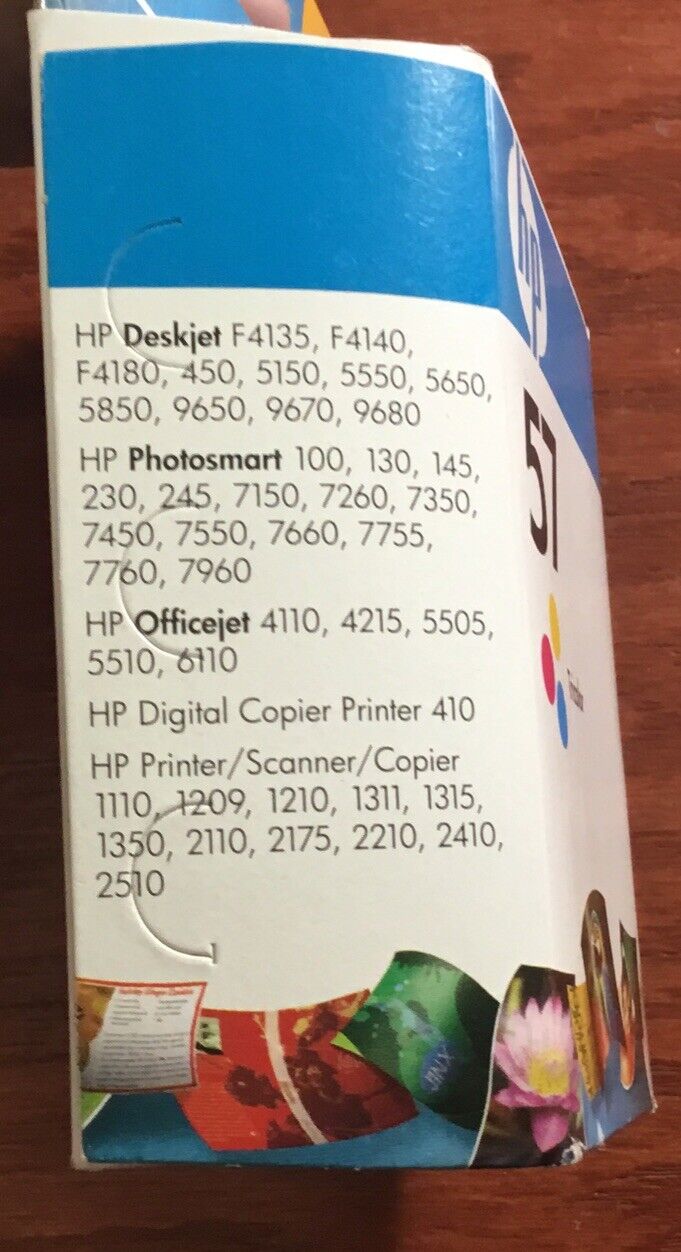 HP Deskjet F4135, F4140,
F4180, 450, 5150, 5550, 5650,
5850, 9650, 9670, 9680
HP Photosmart 100, 130, 145,
230, 245, 7150, 7260, 7350,
7450, 7550, 7660, 7755,
7760, 7960
HP Officejet 4110, 4215, 5505,
5510, 6110
HP Digital Copier Printer 410
HP Printer/Scanner/Copier
1110, 1209, 1210, 1311, 1315,
1350, 2110, 2175, 2210, 2410,
2510
hp
57
JINX